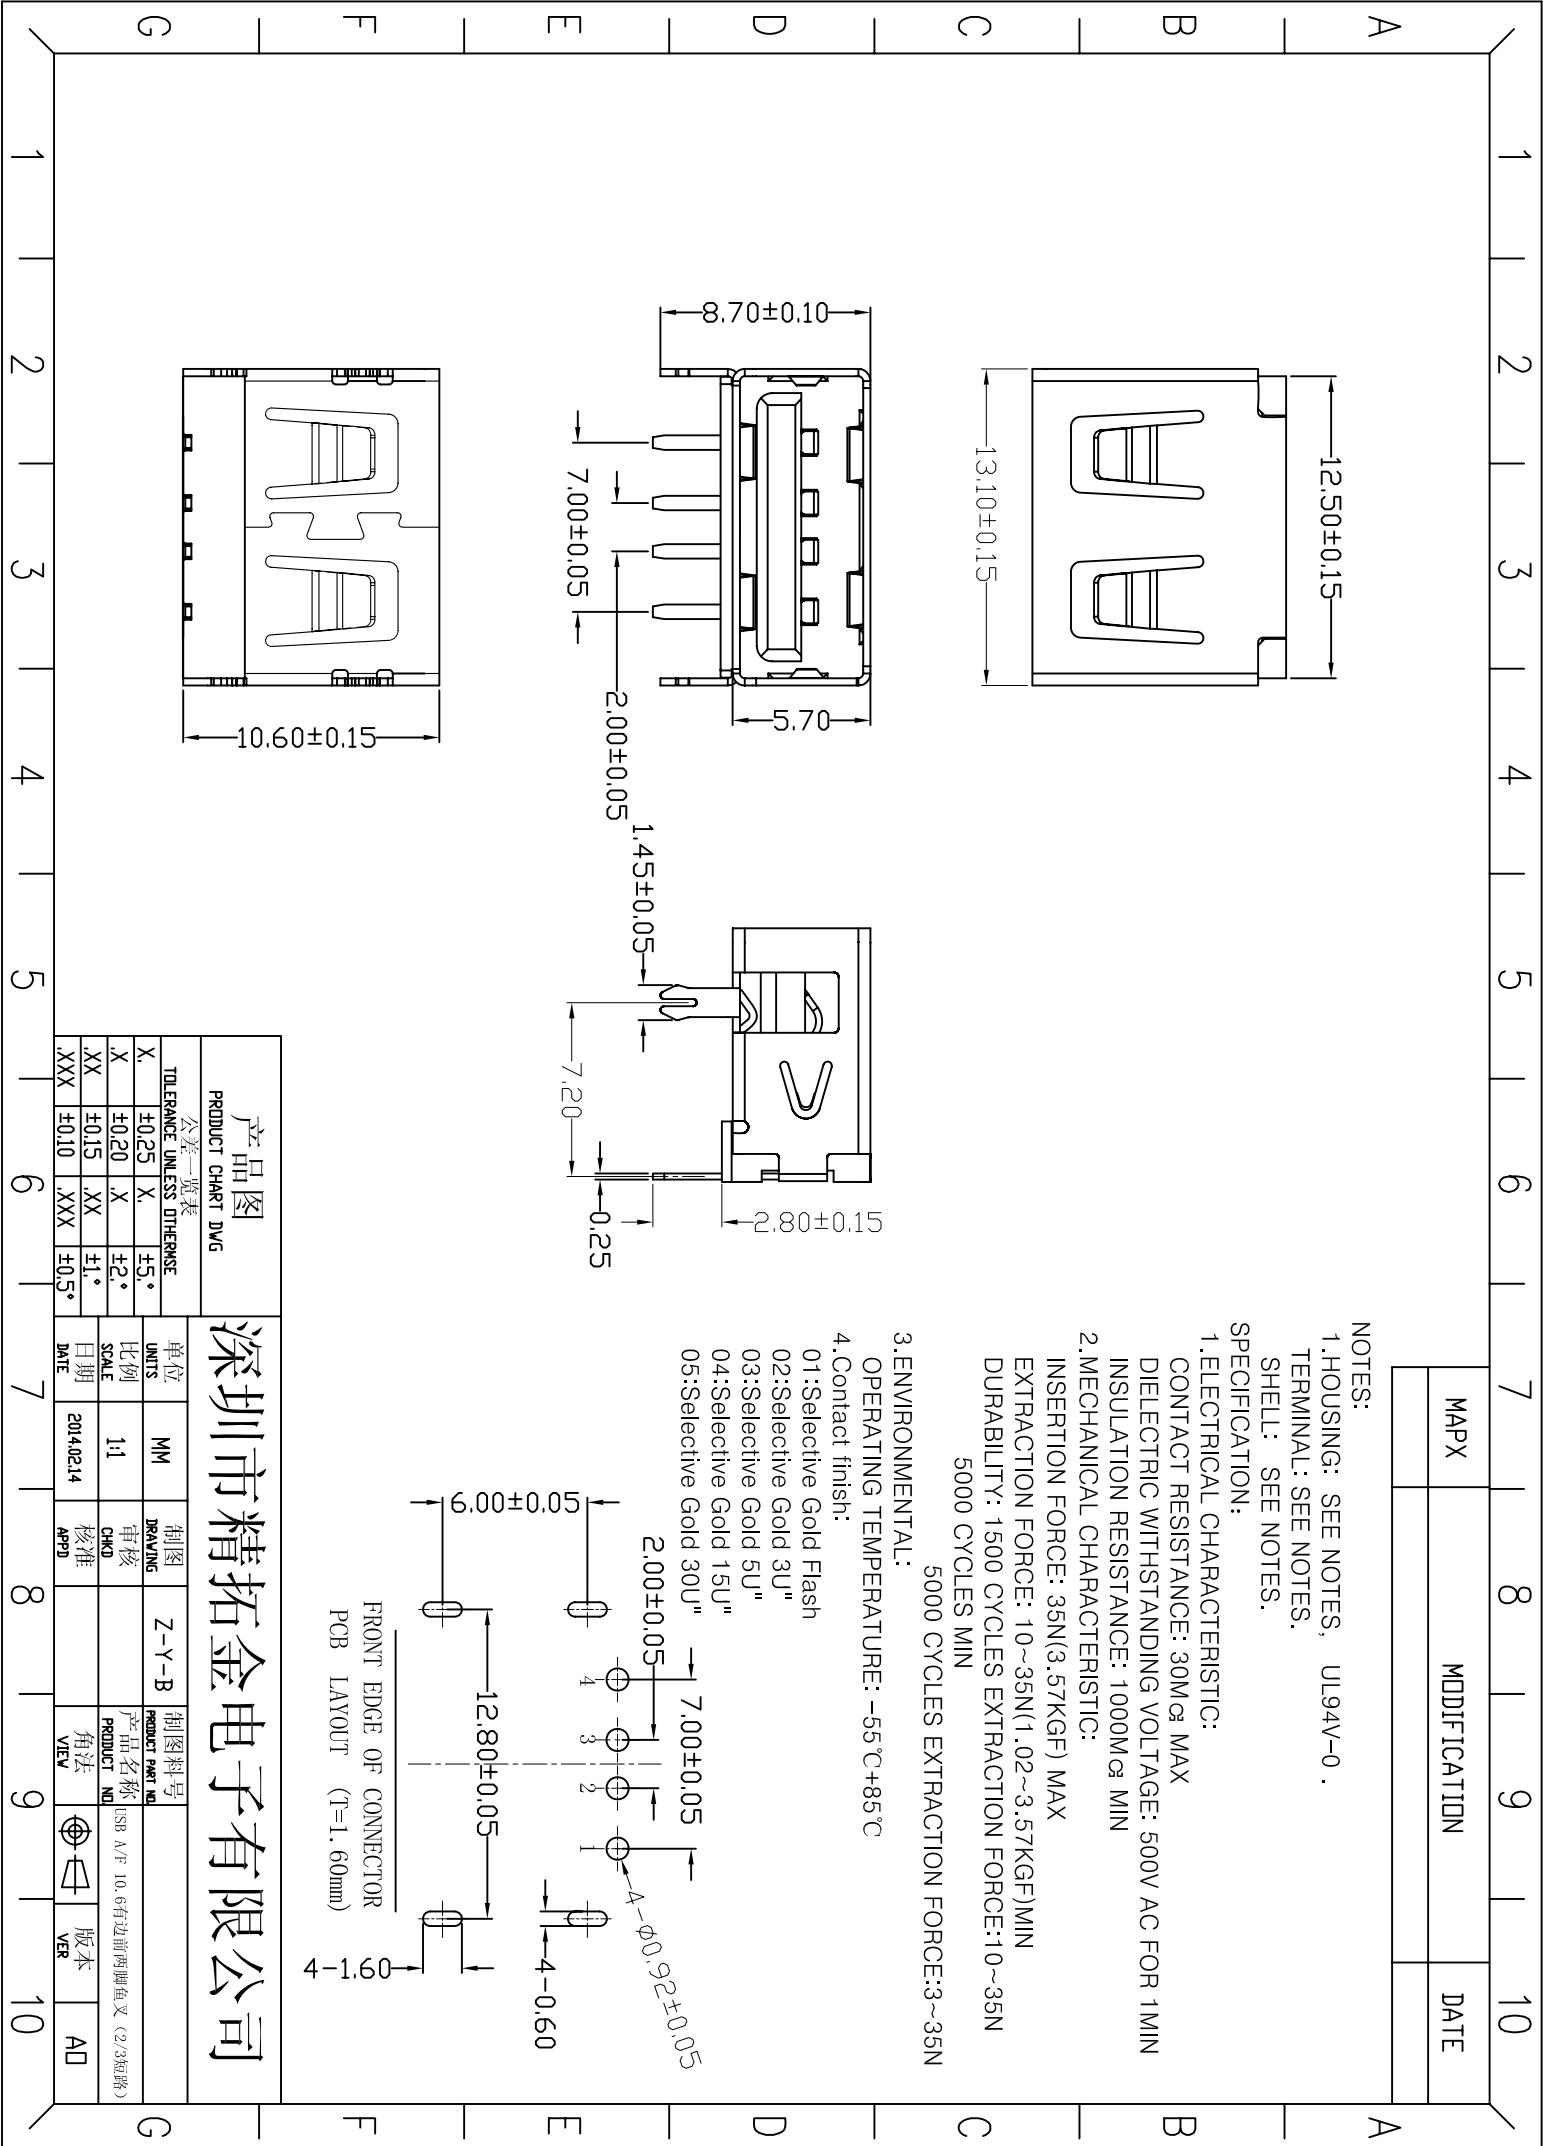 1 2 3 4 5 6 7 8 9 10
A
B
C
D
E
F
G
MAPX MODIFICATION DATE
NOTES:
1.HOUSING: SEE NOTES, UL94V-0 .
TERMINAL: SEE NOTES.
SHELL: SEE NOTES.
SPECIFICATION:
1.ELECTRICAL CHARACTERISTIC:
CONTACT RESISTANCE: 30MΩ MAX
DIELECTRIC WITHSTANDING VOLTAGE: 500V AC FOR 1MIN
INSULATION RESISTANCE: 1000MΩ MIN
2.MECHANICAL CHARACTERISTIC:
INSERTION FORCE: 35N(3.57KGF) MAX
EXTRACTION FORCE: 10~35N(1.02~3.57KGF)MIN
DURABILITY: 1500 CYCLES EXTRACTION FORCE:10~35N
5000 CYCLES MIN
5000 CYCLES EXTRACTION FORCE:3~35N
3.ENVIRONMENTAL:
OPERATING TEMPERATURE: -55℃+85℃
4.Contact finish:
01:Selective Gold Flash
02:Selective Gold 3U"
03:Selective Gold 5U"
04:Selective Gold 15U"
05:Selective Gold 30U"
12.50±0.15
13.10±0.15
8.70±0.10
5.70
7.00±0.05
2.00±0.05
10.60±0.15
1.45±0.05
7.20
0.25
2.80±0.15
7.00±0.05
2.00±0.05
4-Ø0.92±0.05
4 3 2 1
6.00±0.05
12.80±0.05
4-0.60
4-1.60
FRONT EDGE OF CONNECTOR
PCB LAYOUT (T=1.60mm)
产品图
PRODUCT CHART DWG
公差一览表
TOLERANCE UNLESS OTHERMSE
X. ±0.25 X. ±5.°
.X ±0.20 .X ±2.°
.XX ±0.15 .XX ±1.°
.XXX ±0.10 .XXX ±0.5°
深圳市精拓金电子有限公司
单位 UNITS MM
制图 DRAWING Z-Y-B
制图料号 PRODUCT PART NO.
比例 SCALE 1:1
审核 CHKD
产品名称 PRODUCT NO. USB A/F 10.6有边前两脚鱼叉（2/3短路）
日期 DATE 2014.02.14
核准 APPD
角法 VIEW
版本 VER AO
1 2 3 4 5 6 7 8 9 10
A
B
C
D
E
F
G